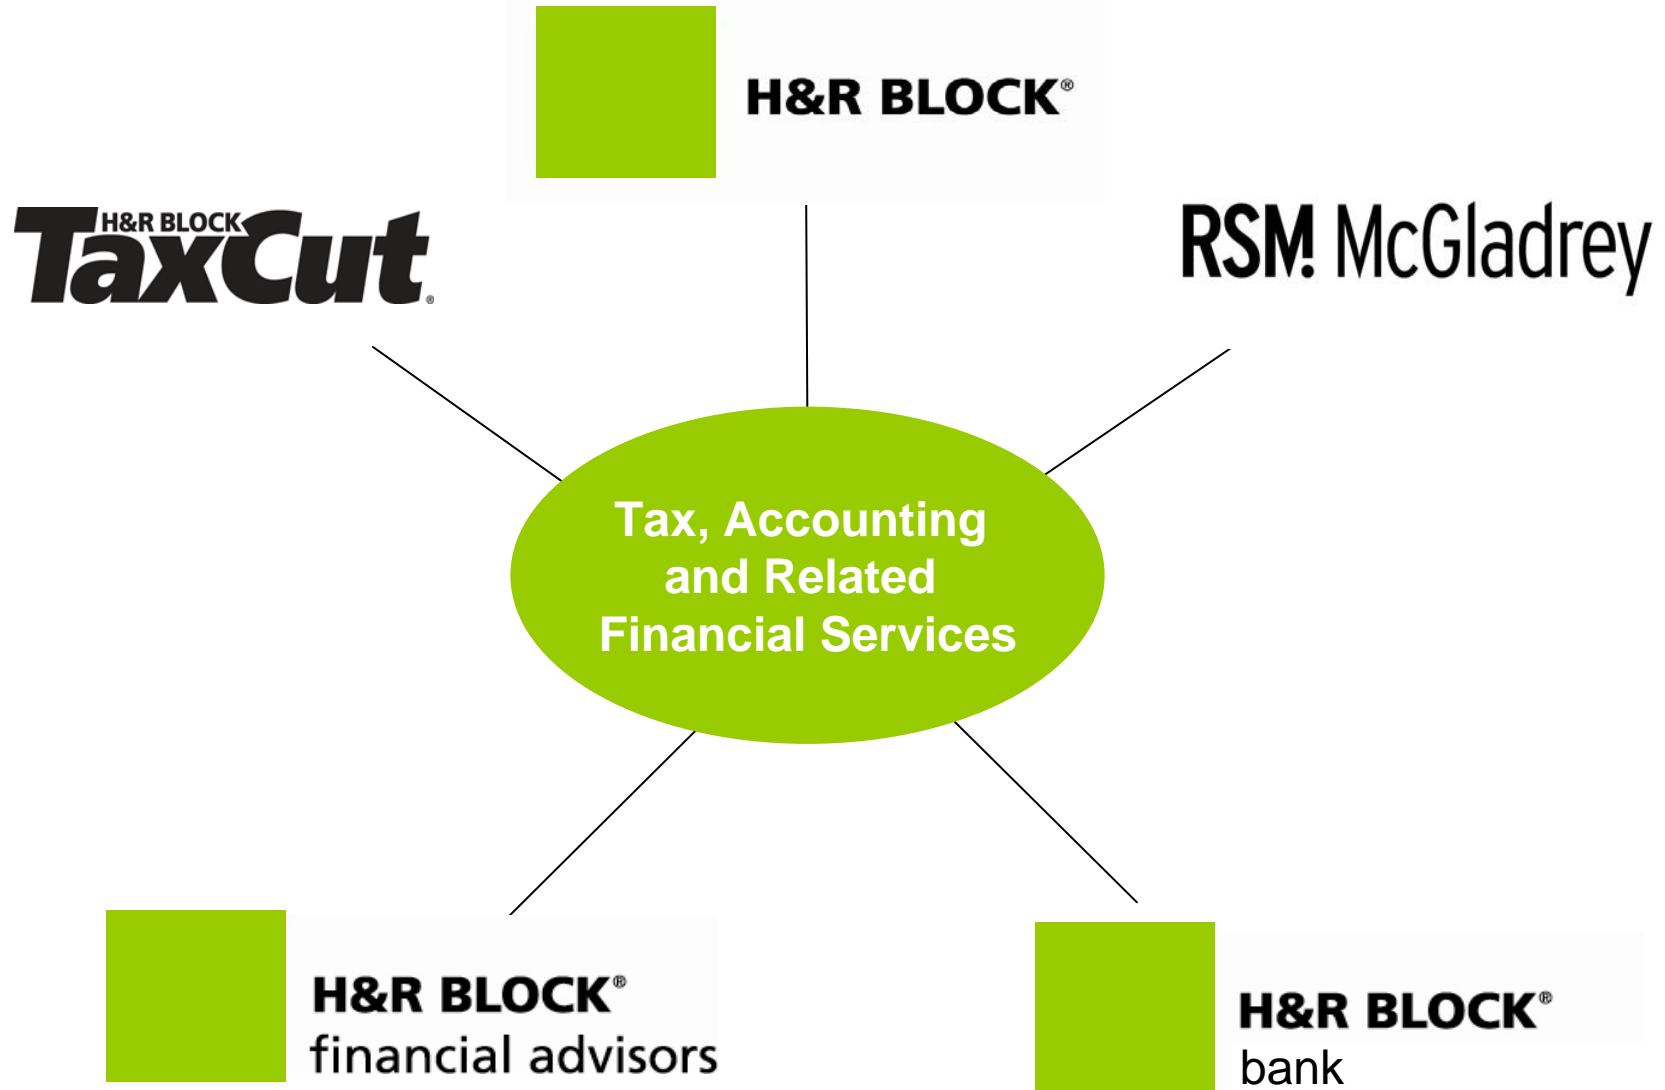 H&R BLOCK®
H&R BLOCK
TaxCut®
RSM! McGladrey
Tax, Accounting
and Related
Financial Services
H&R BLOCK®
financial advisors
H&R BLOCK®
bank